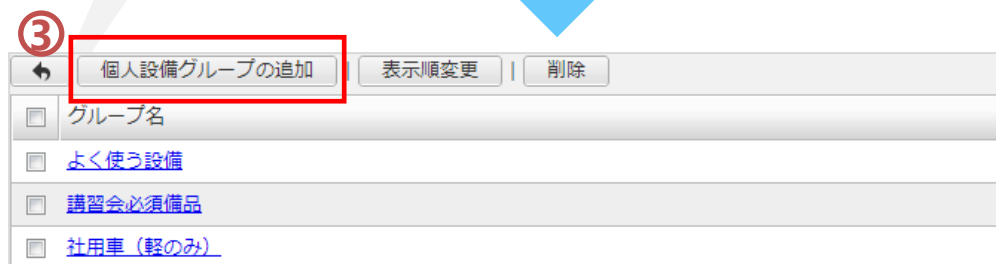 ③
個人設備グループの追加 | 表示順変更 | 削除
グループ名
よく使う設備
講習会必須備品
社用車（軽のみ）